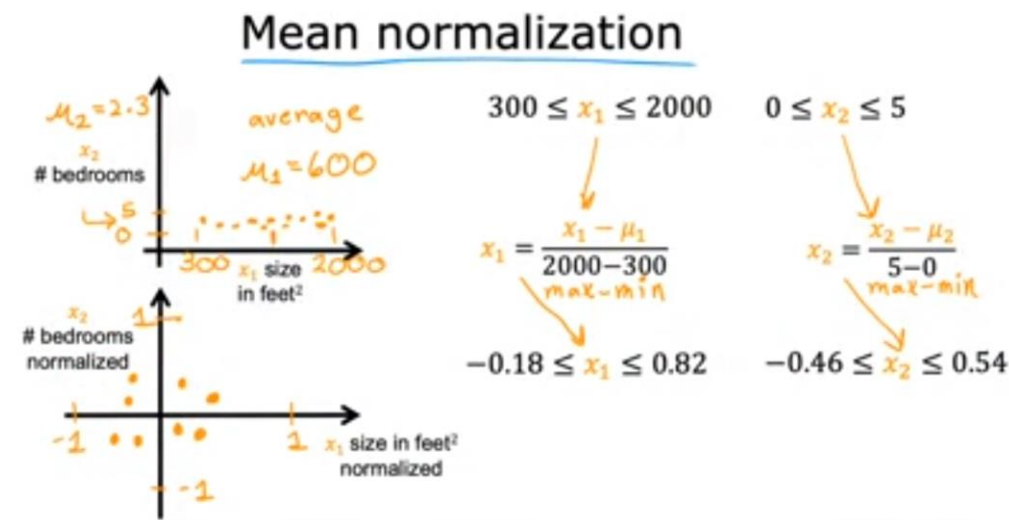 Mean normalization
μ₂=2.3
average
x₂
# bedrooms
μ₁=600
5
0
300
x₁ size
2000
in feet²
300 ≤ x₁ ≤ 2000
0 ≤ x₂ ≤ 5
x₁ = (x₁ − μ₁)/(2000−300)
max-min
x₂ = (x₂ − μ₂)/(5−0)
max-min
−0.18 ≤ x₁ ≤ 0.82
−0.46 ≤ x₂ ≤ 0.54
x₂
1
# bedrooms
normalized
-1
1
x₁ size in feet²
normalized
-1